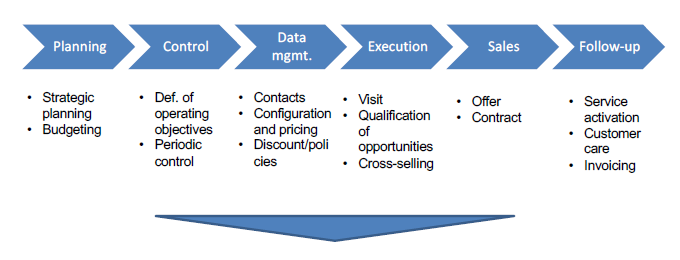 Planning
Control
Data
mgmt.
Execution
Sales
Follow-up
• Strategic
planning
• Budgeting
• Def. of
operating
objectives
• Periodic
control
• Contacts
• Configuration
and pricing
• Discount/poli
cies
• Visit
• Qualification
of
opportunities
• Cross-selling
• Offer
• Contract
• Service
activation
• Customer
care
• Invoicing